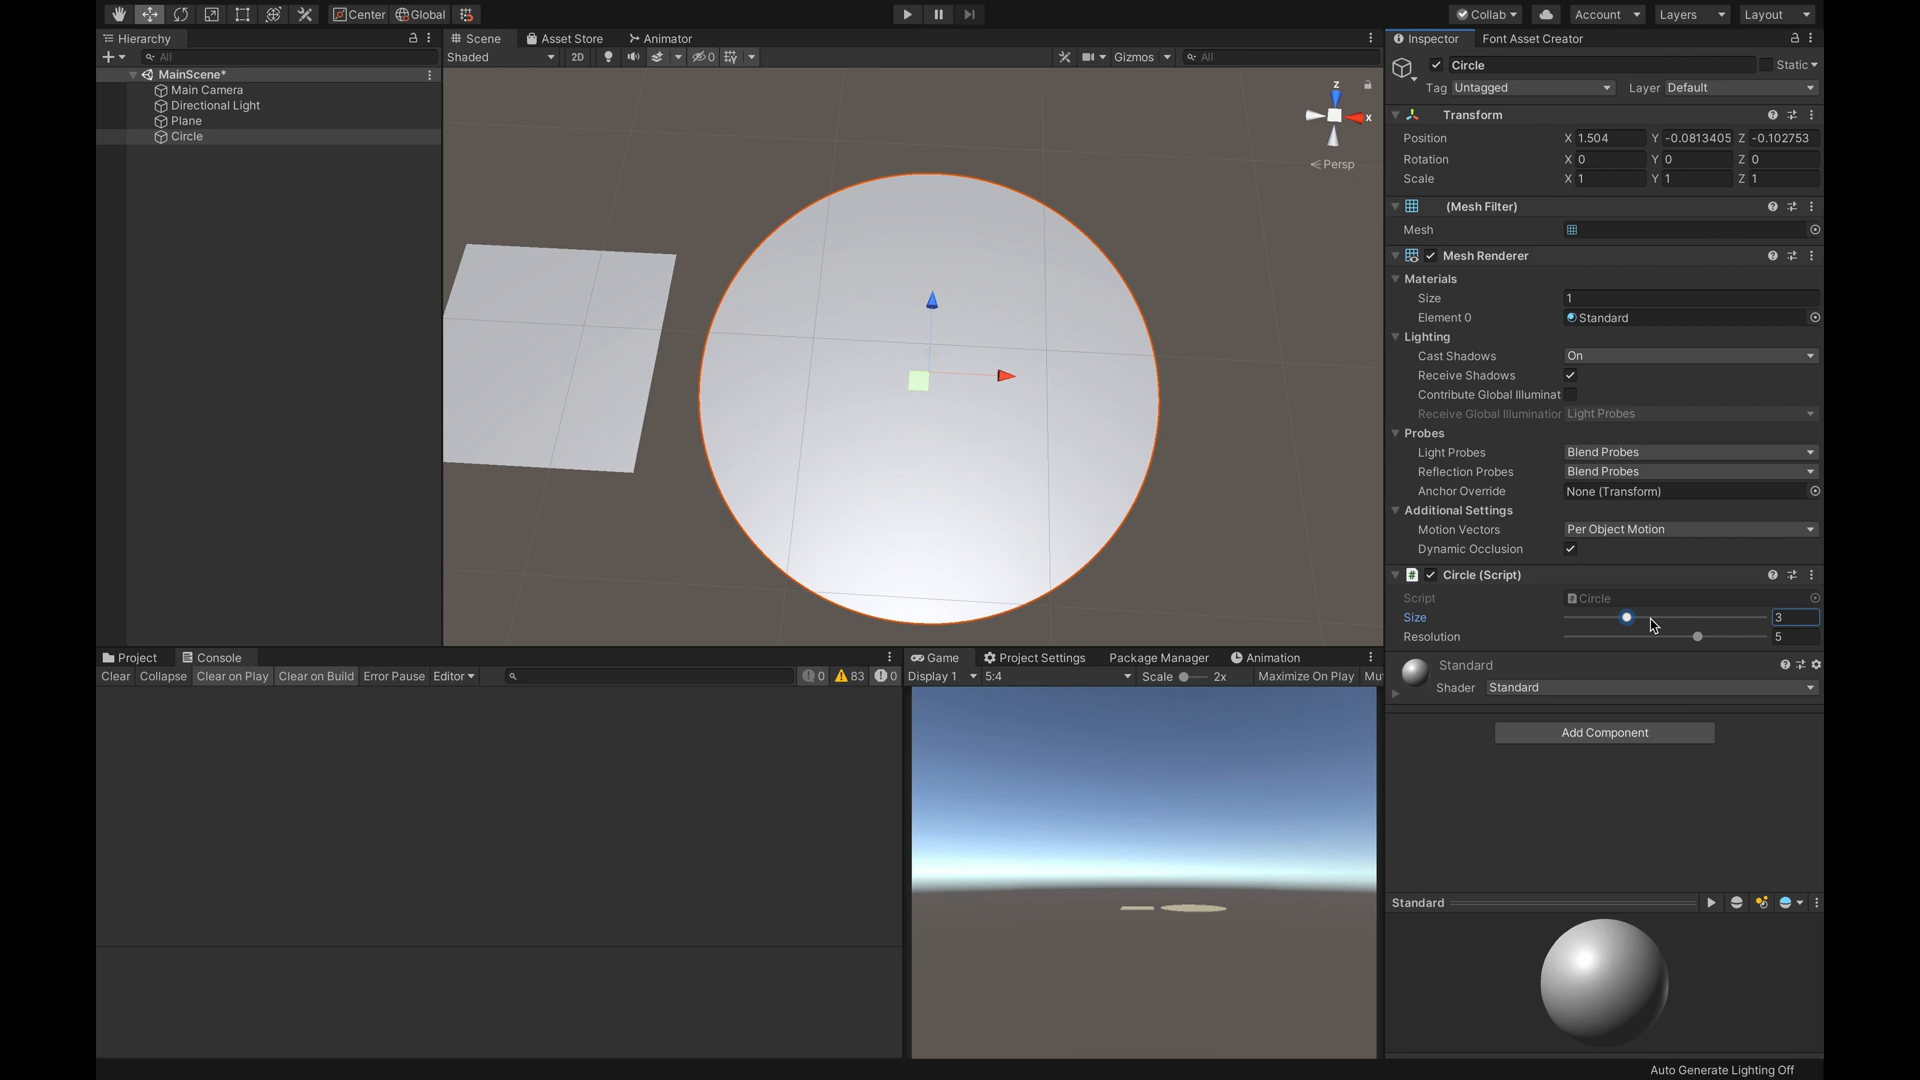 Center
Global
Collab
Account
Layers
Layout
Hierarchy
All
MainScene*
Main Camera
Directional Light
Plane
Circle
Scene
Asset Store
Animator
Shaded
2D
0
Gizmos
All
z
x
Persp
Inspector
Font Asset Creator
Circle
Static
Tag
Untagged
Layer
Default
Transform
Position
X 1.504
Y -0.0813405
Z -0.102753
Rotation
X 0
Y 0
Z 0
Scale
X 1
Y 1
Z 1
(Mesh Filter)
Mesh
Mesh Renderer
Materials
Size
1
Element 0
Standard
Lighting
Cast Shadows
On
Receive Shadows
Contribute Global Illuminat
Receive Global Illumination
Light Probes
Probes
Light Probes
Blend Probes
Reflection Probes
Blend Probes
Anchor Override
None (Transform)
Additional Settings
Motion Vectors
Per Object Motion
Dynamic Occlusion
Circle (Script)
Script
Circle
Size
3
Resolution
5
Standard
Shader
Standard
Add Component
Standard
Project
Console
Clear
Collapse
Clear on Play
Clear on Build
Error Pause
Editor
0
83
0
Game
Project Settings
Package Manager
Animation
Display 1
5:4
Scale
2x
Maximize On Play
Mu
Auto Generate Lighting Off